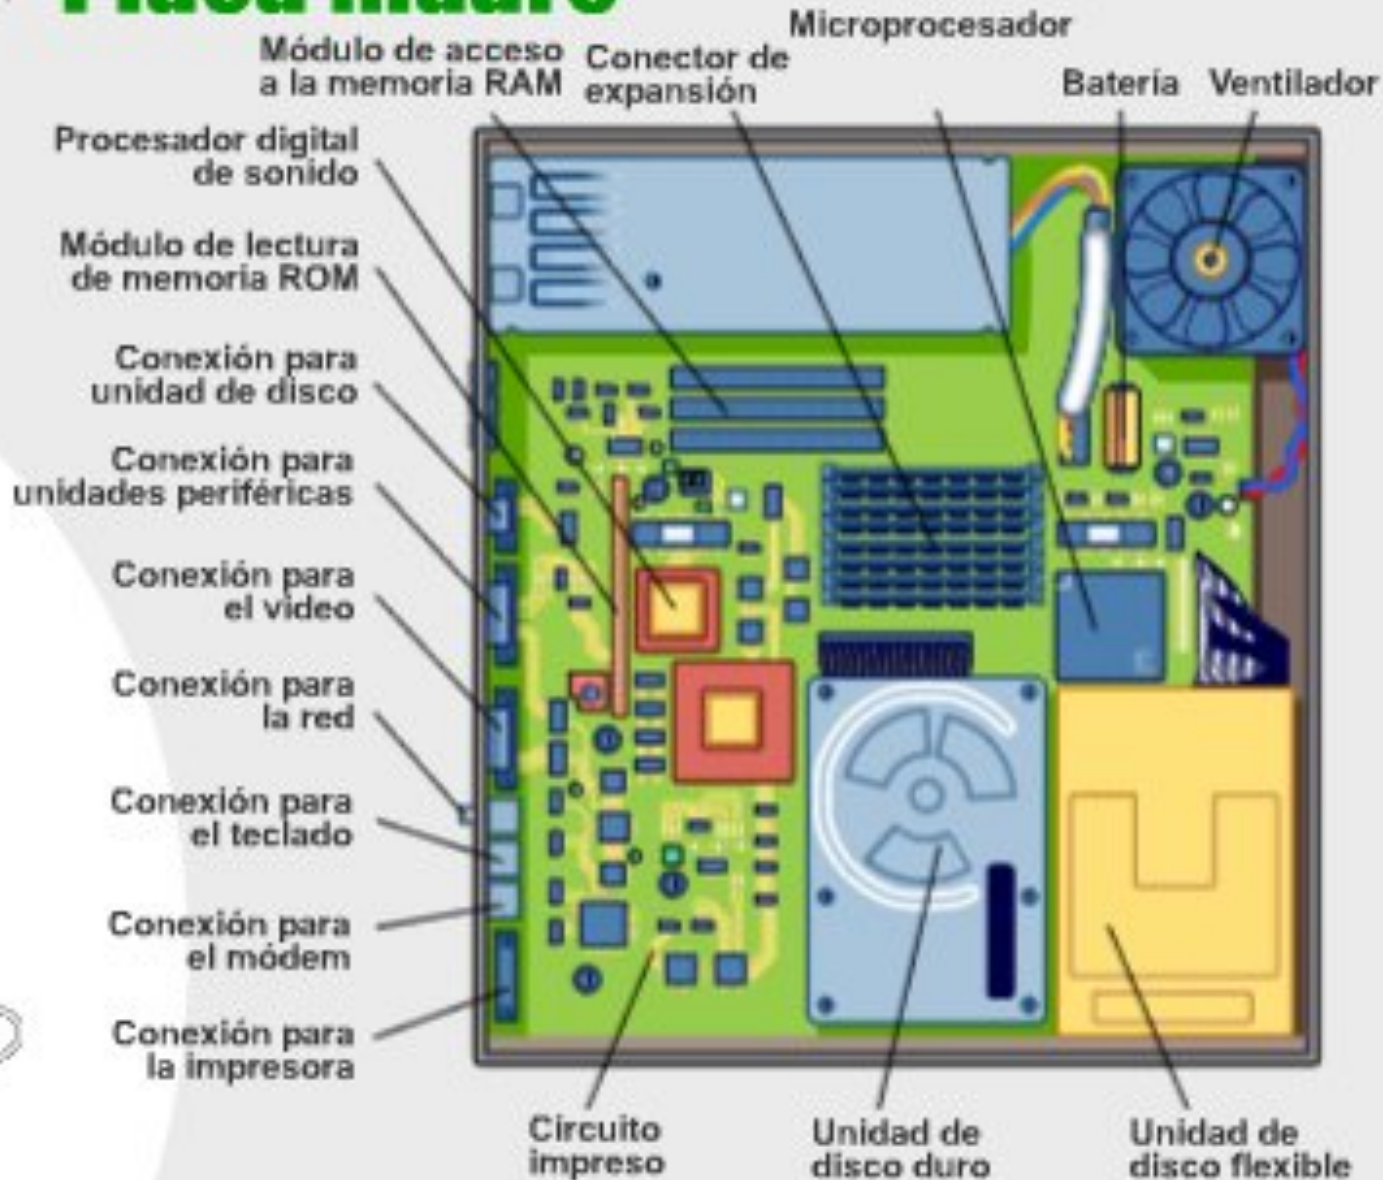 Placa madre
Microprocesador
Módulo de acceso
a la memoria RAM
Conector de
expansión
Batería
Ventilador
Procesador digital
de sonido
Módulo de lectura
de memoria ROM
Conexión para
unidad de disco
Conexión para
unidades periféricas
Conexión para
el video
Conexión para
la red
Conexión para
el teclado
Conexión para
el módem
Conexión para
la impresora
Circuito
impreso
Unidad de
disco duro
Unidad de
disco flexible